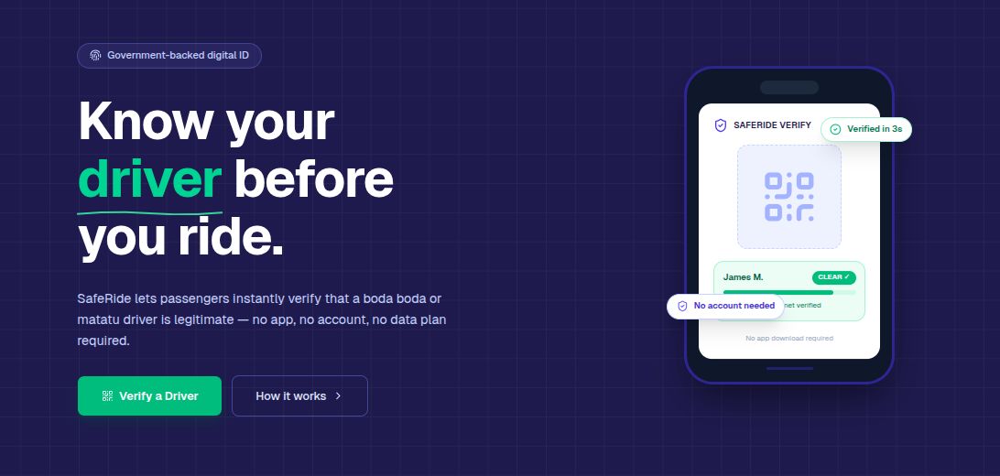 Government-backed digital ID
Know your
driver before
you ride.
SafeRide lets passengers instantly verify that a boda boda or
matatu driver is legitimate — no app, no account, no data plan
required.
Verify a Driver
How it works
SAFERIDE VERIFY
Verified in 3s
James M.
CLEAR ✓
No account needed
net verified
No app download required